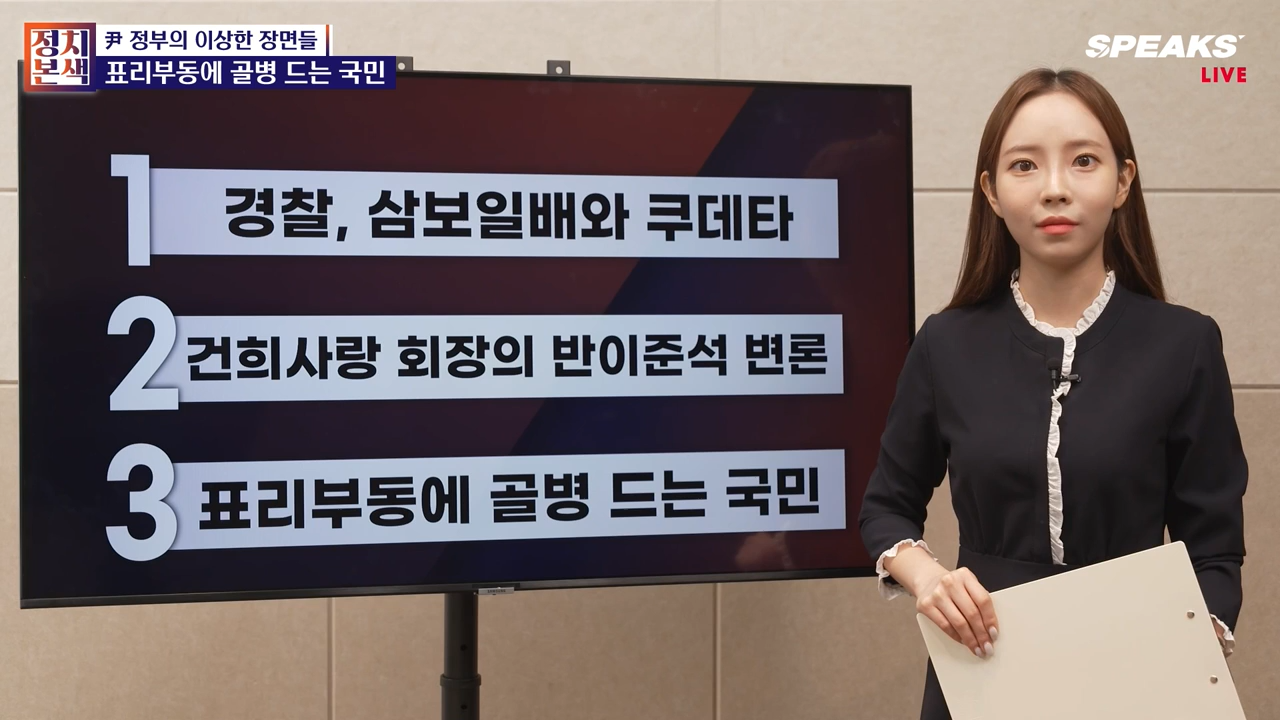 정치
본색
尹 정부의 이상한 장면들
표리부동에 골병 드는 국민
SPEAKS
LIVE
1 경찰, 삼보일배와 쿠데타
2 건희사랑 회장의 반이준석 변론
3 표리부동에 골병 드는 국민